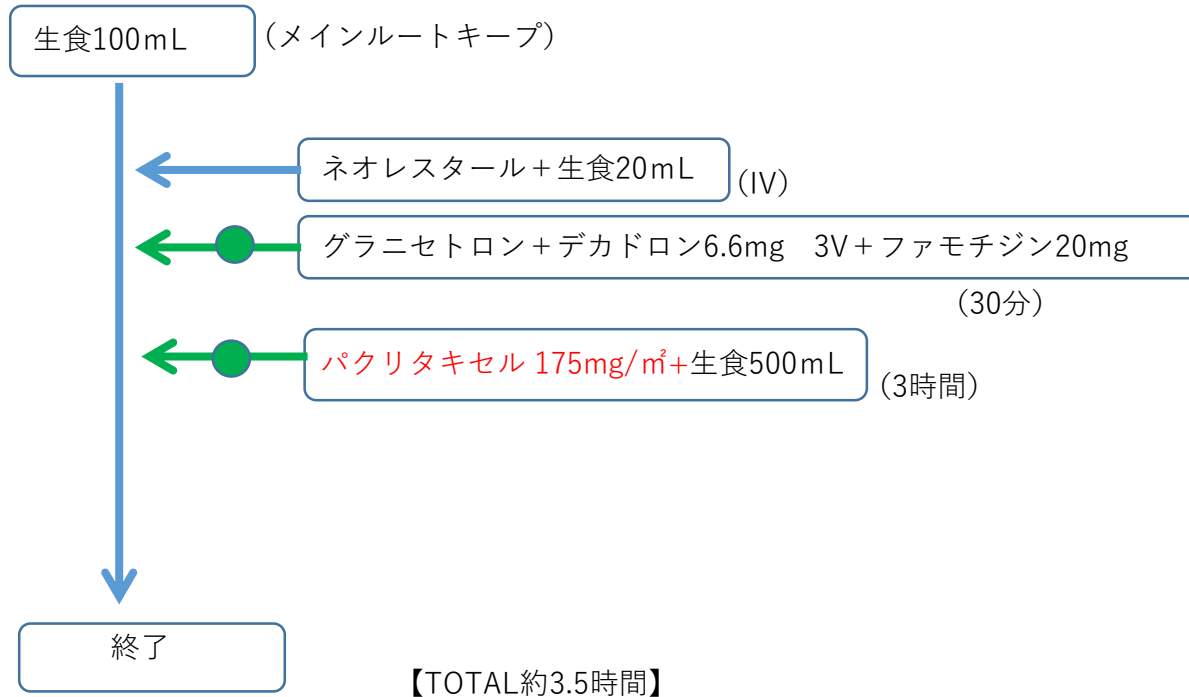 生食100mL (メインルートキープ)
ネオレスタール+生食20mL (IV)
グラニセトロン+デカドロン6.6mg 3V+ファモチジン20mg
(30分)
パクリタキセル 175mg/㎡+生食500mL (3時間)
終了
【TOTAL約3.5時間】